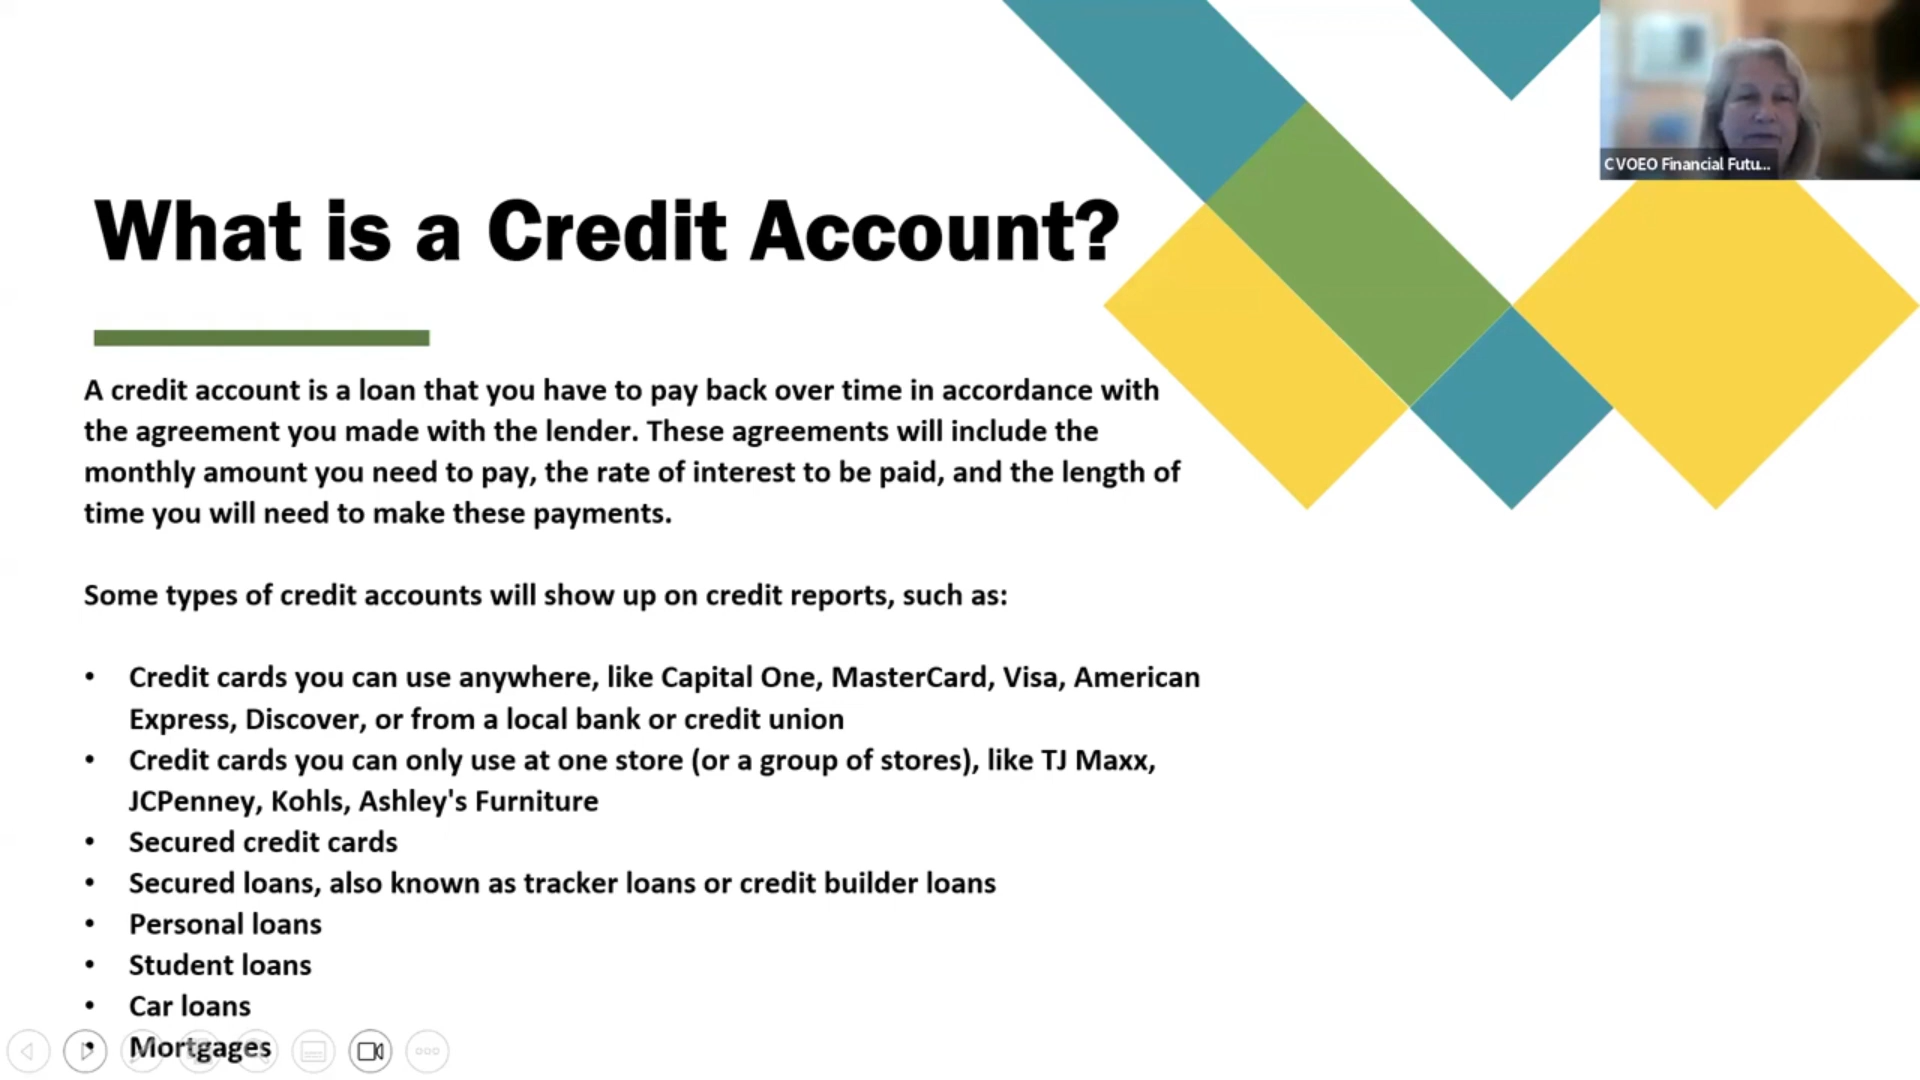 CVOEO Financial Futu...
What is a Credit Account?
A credit account is a loan that you have to pay back over time in accordance with
the agreement you made with the lender. These agreements will include the
monthly amount you need to pay, the rate of interest to be paid, and the length of
time you will need to make these payments.
Some types of credit accounts will show up on credit reports, such as:
• Credit cards you can use anywhere, like Capital One, MasterCard, Visa, American
Express, Discover, or from a local bank or credit union
• Credit cards you can only use at one store (or a group of stores), like TJ Maxx,
JCPenney, Kohls, Ashley's Furniture
• Secured credit cards
• Secured loans, also known as tracker loans or credit builder loans
• Personal loans
• Student loans
• Car loans
• Mortgages